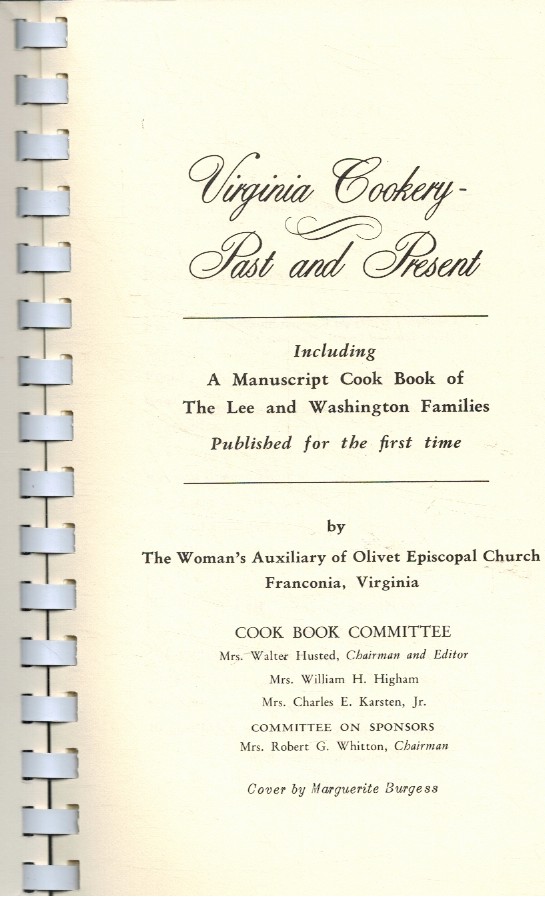 Virginia Cookery-
Past and Present
Including
A Manuscript Cook Book of
The Lee and Washington Families
Published for the first time
by
The Woman's Auxiliary of Olivet Episcopal Church
Franconia, Virginia
COOK BOOK COMMITTEE
Mrs. Walter Husted, Chairman and Editor
Mrs. William H. Higham
Mrs. Charles E. Karsten, Jr.
COMMITTEE ON SPONSORS
Mrs. Robert G. Whitton, Chairman
Cover by Marguerite Burgess